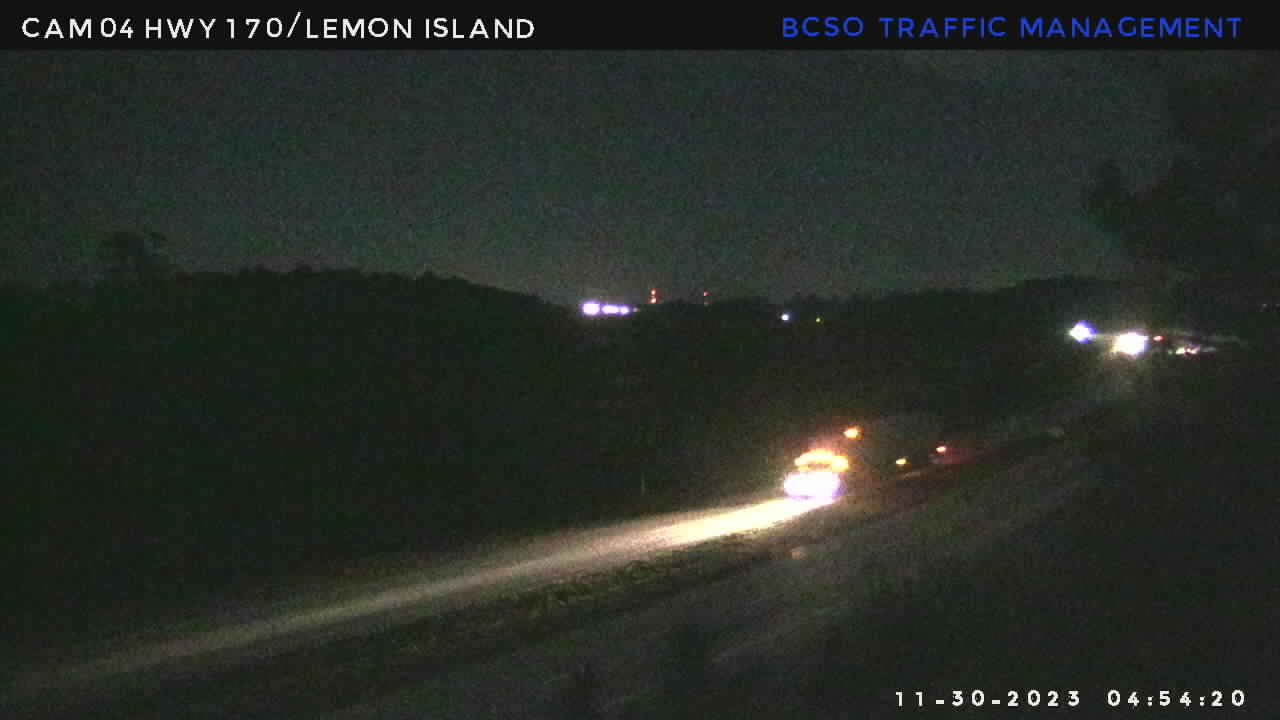 CAM04 HWY 170/LEMON ISLAND
BCSO TRAFFIC MANAGEMENT
11-30-2023 04:54:20